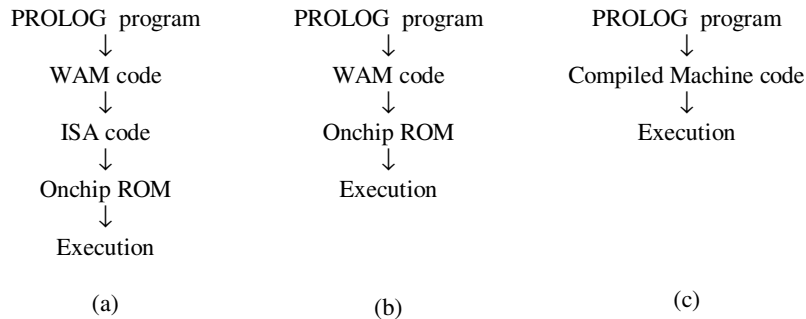 PROLOG program
↓
WAM code
↓
ISA code
↓
Onchip ROM
↓
Execution
(a)
PROLOG program
↓
WAM code
↓
Onchip ROM
↓
Execution
(b)
PROLOG program
↓
Compiled Machine code
↓
Execution
(c)